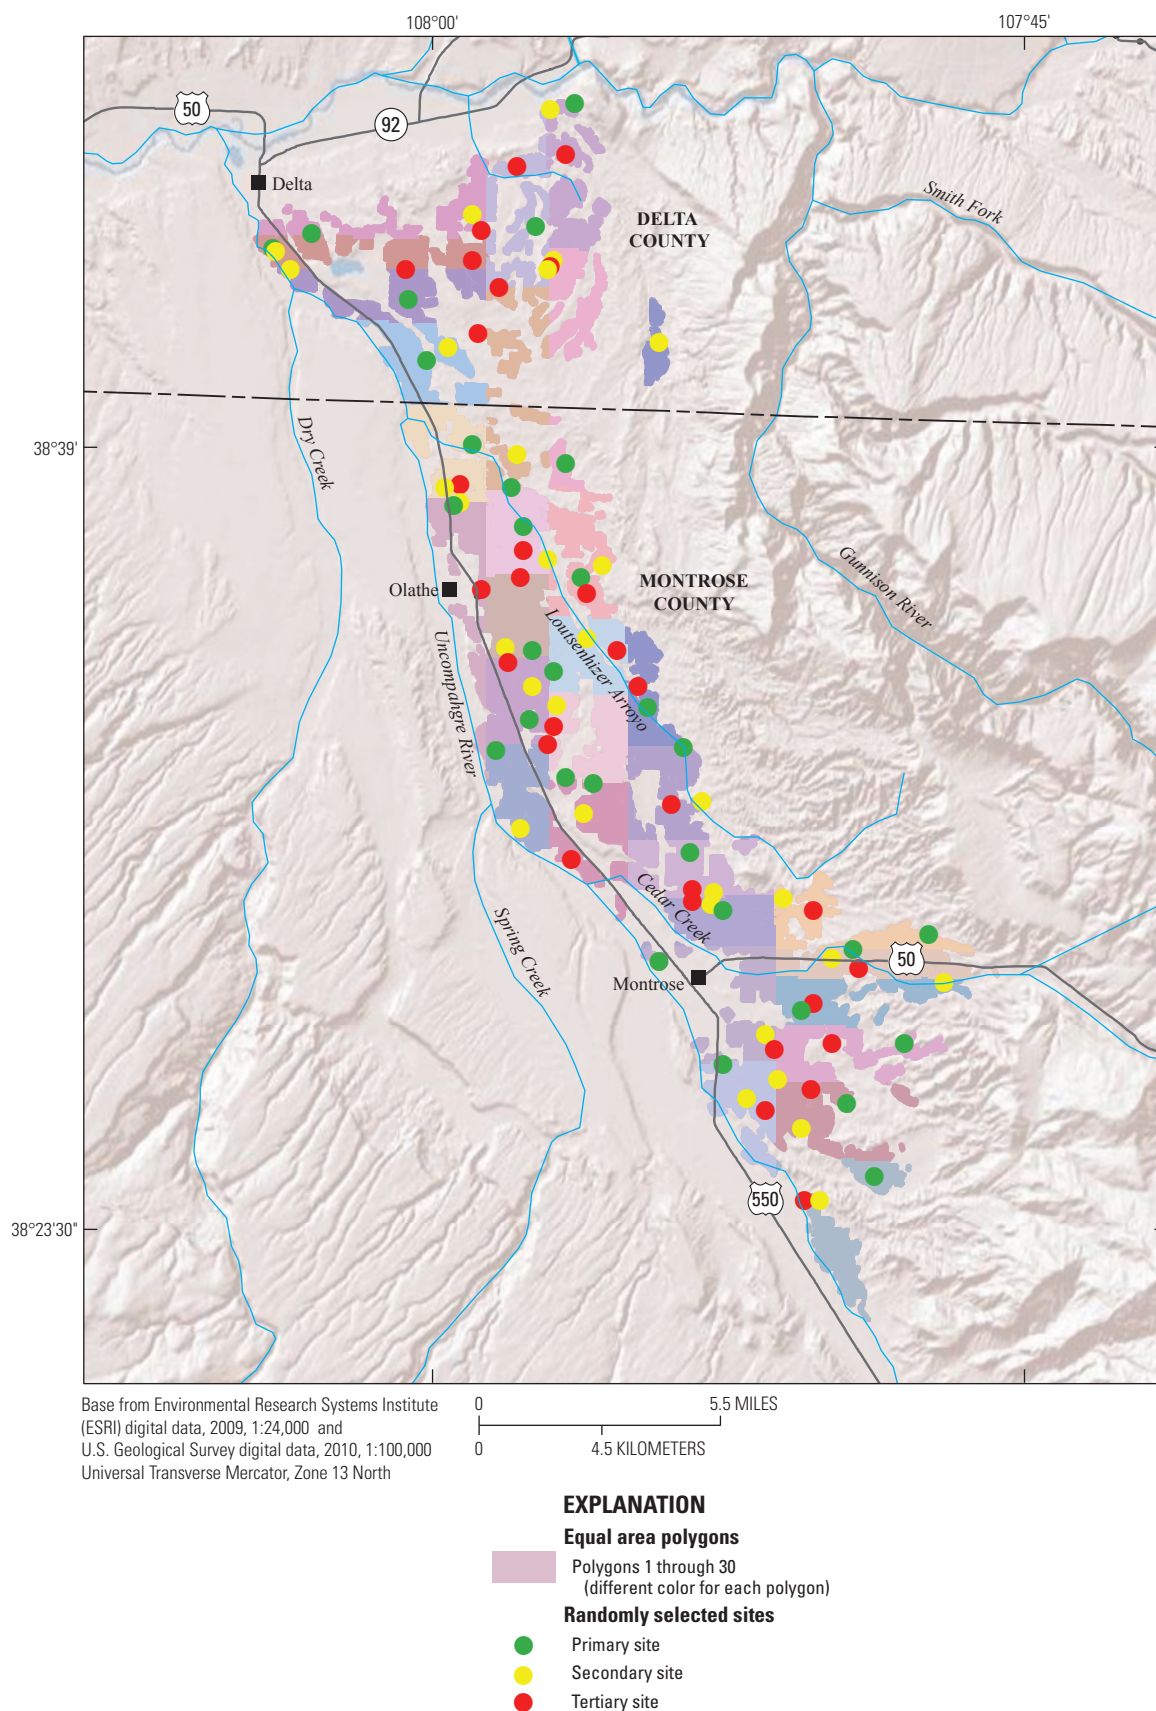 108°00'
107°45'
50
92
Delta
Smith Fork
DELTA
COUNTY
38°39'
Dry Creek
Gunnison River
Olathe
MONTROSE
COUNTY
Loutsenhizer Arroyo
Uncompahgre River
Cedar Creek
Spring Creek
50
Montrose
550
38°23'30"
Base from Environmental Research Systems Institute
(ESRI) digital data, 2009, 1:24,000 and
U.S. Geological Survey digital data, 2010, 1:100,000
Universal Transverse Mercator, Zone 13 North
0
5.5 MILES
0
4.5 KILOMETERS
EXPLANATION
Equal area polygons
Polygons 1 through 30
(different color for each polygon)
Randomly selected sites
Primary site
Secondary site
Tertiary site